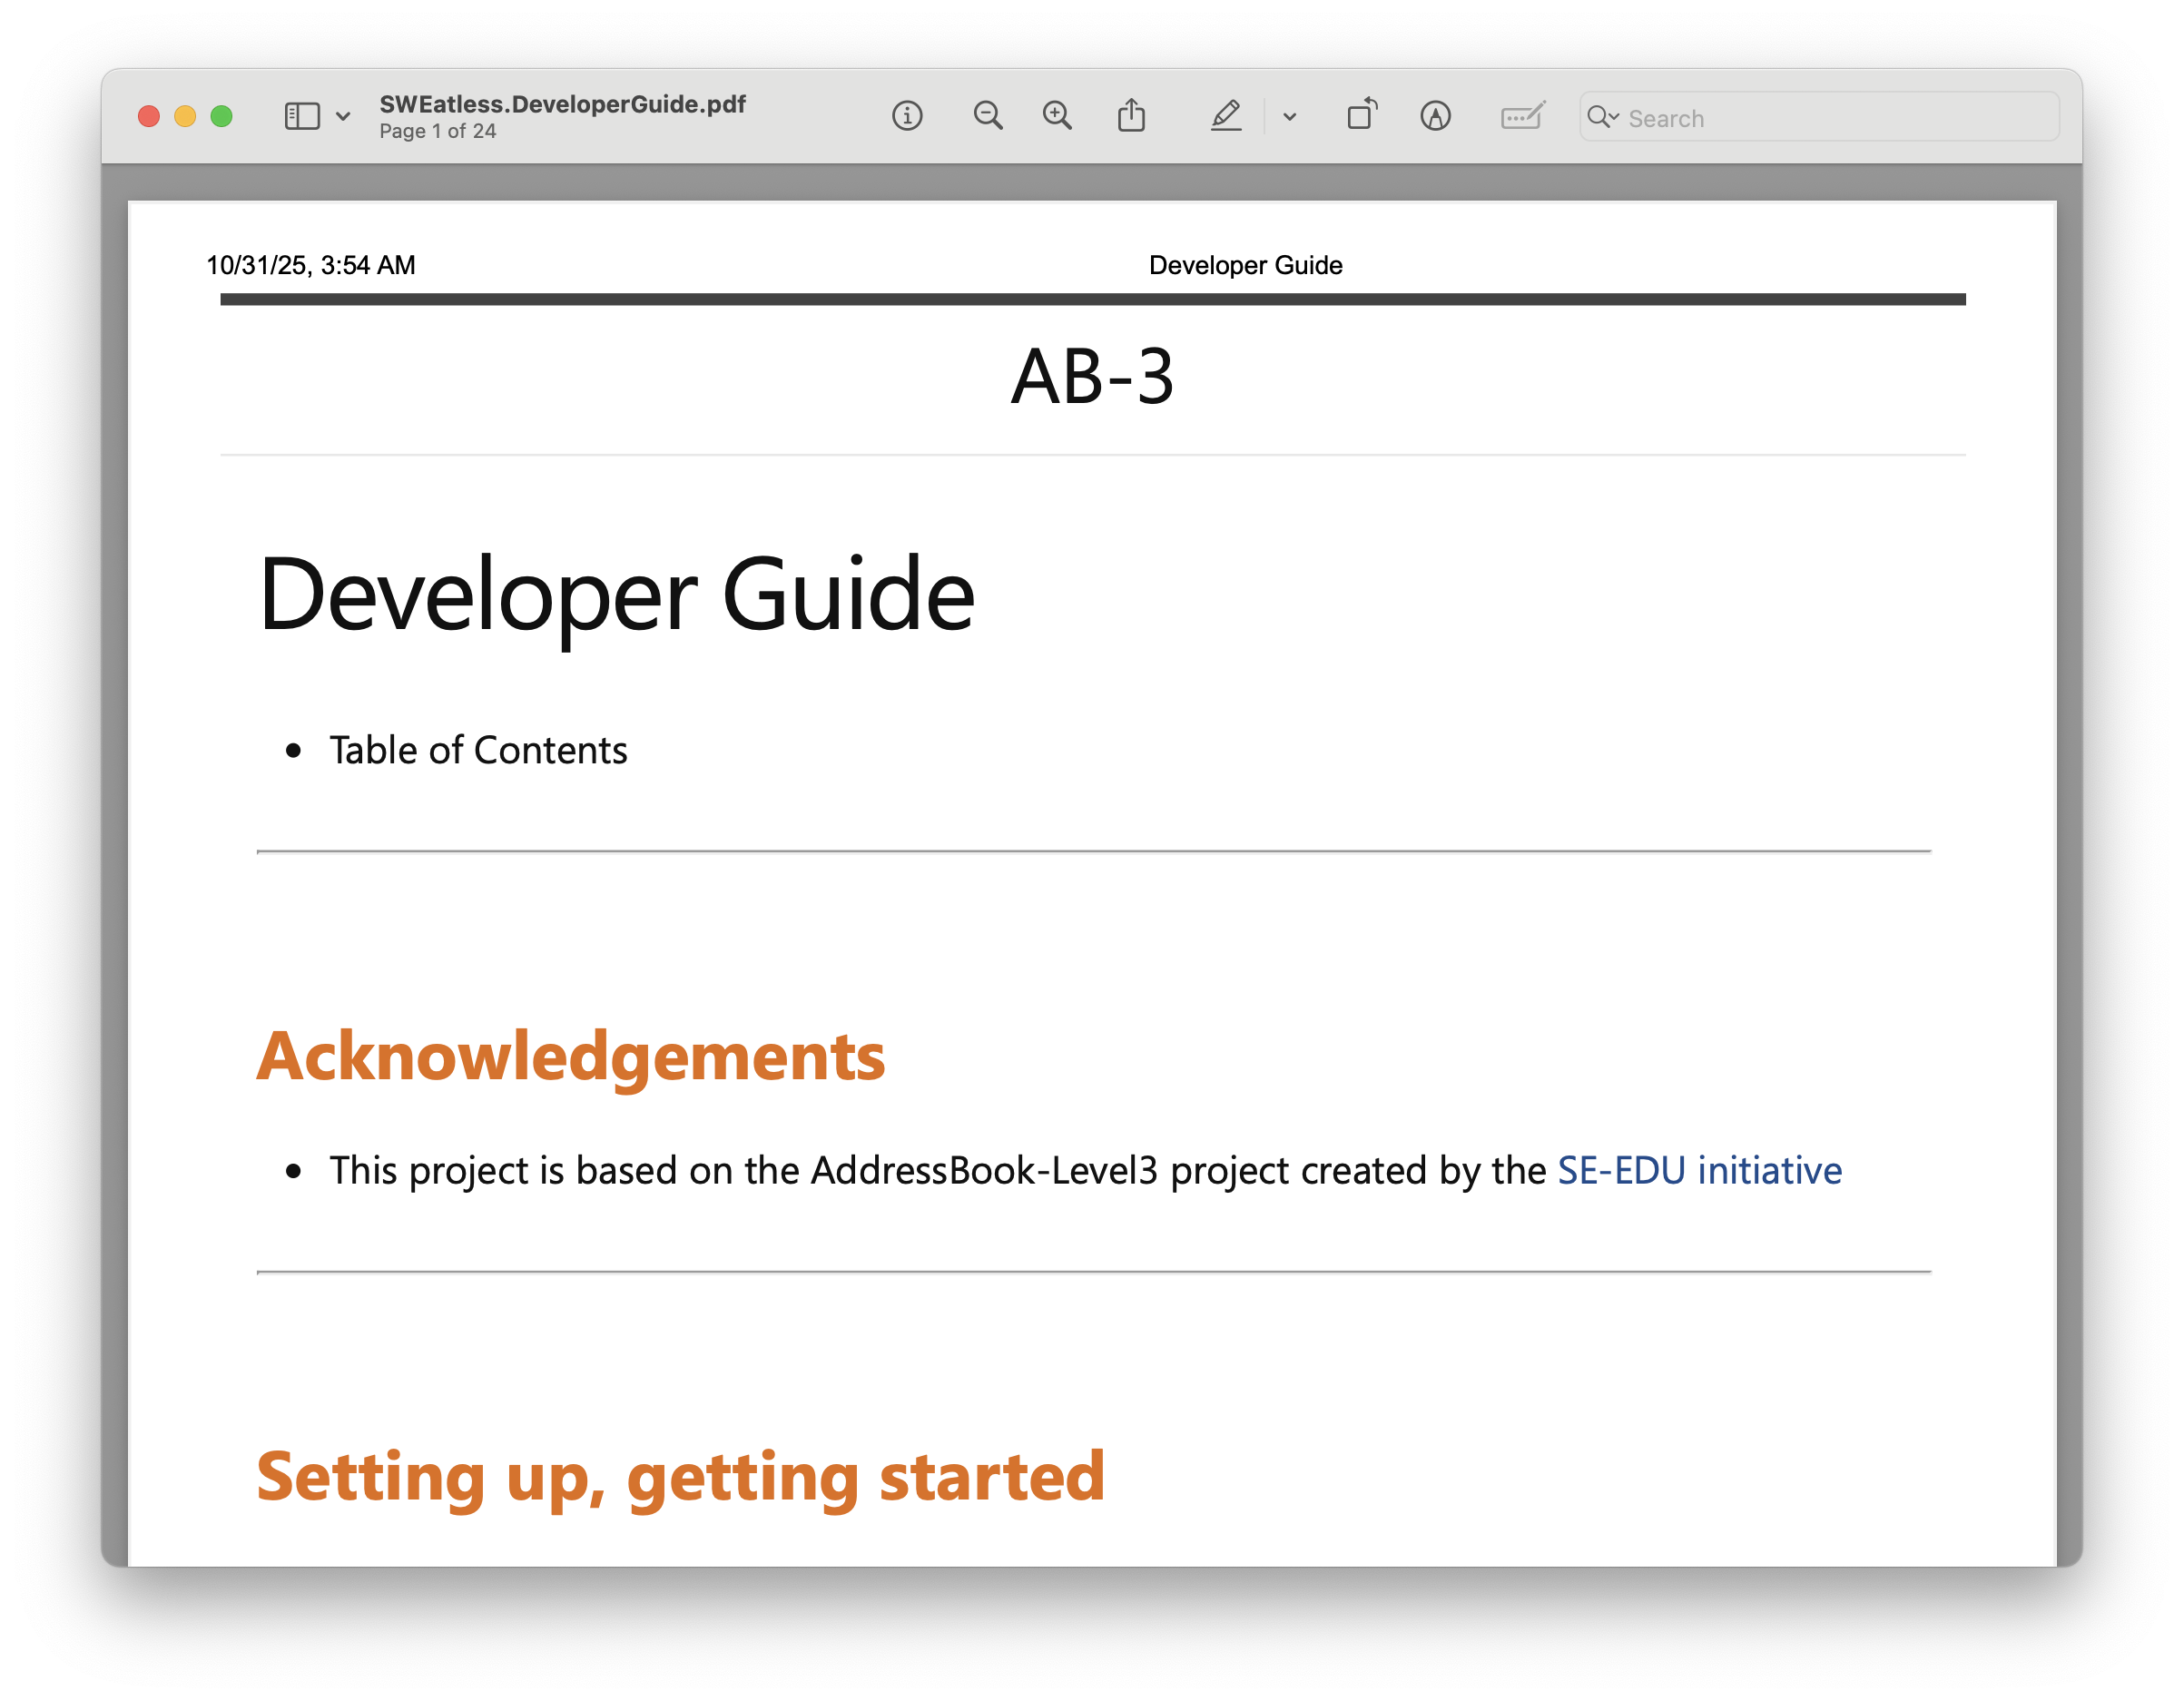 SWEatless.DeveloperGuide.pdf
Page 1 of 24
Search
10/31/25, 3:54 AM Developer Guide
AB-3
Developer Guide
• Table of Contents
Acknowledgements
• This project is based on the AddressBook-Level3 project created by the SE-EDU initiative
Setting up, getting started